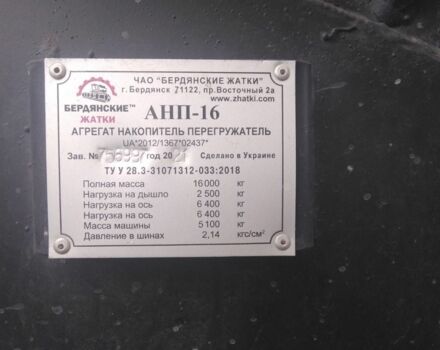 ЧАО "БЕРДЯНСКИЕ ЖАТКИ"
г. Бердянск 71122, пр.Восточный 2а
www.zhatki.com
БЕРДЯНСКИЕ™
ЖАТКИ
АНП-16
АГРЕГАТ НАКОПИТЕЛЬ ПЕРЕГРУЖАТЕЛЬ
UA*2012/1367*02437*
Зав. № год 20 Сделано в Украине
ТУ У 28.3-31071312-033:2018
Полная масса 16 000 кг
Нагрузка на дышло 2 500 кг
Нагрузка на ось 6 400 кг
Нагрузка на ось 6 400 кг
Масса машины 5 100 кг
Давление в шинах 2,14 кгс/см²